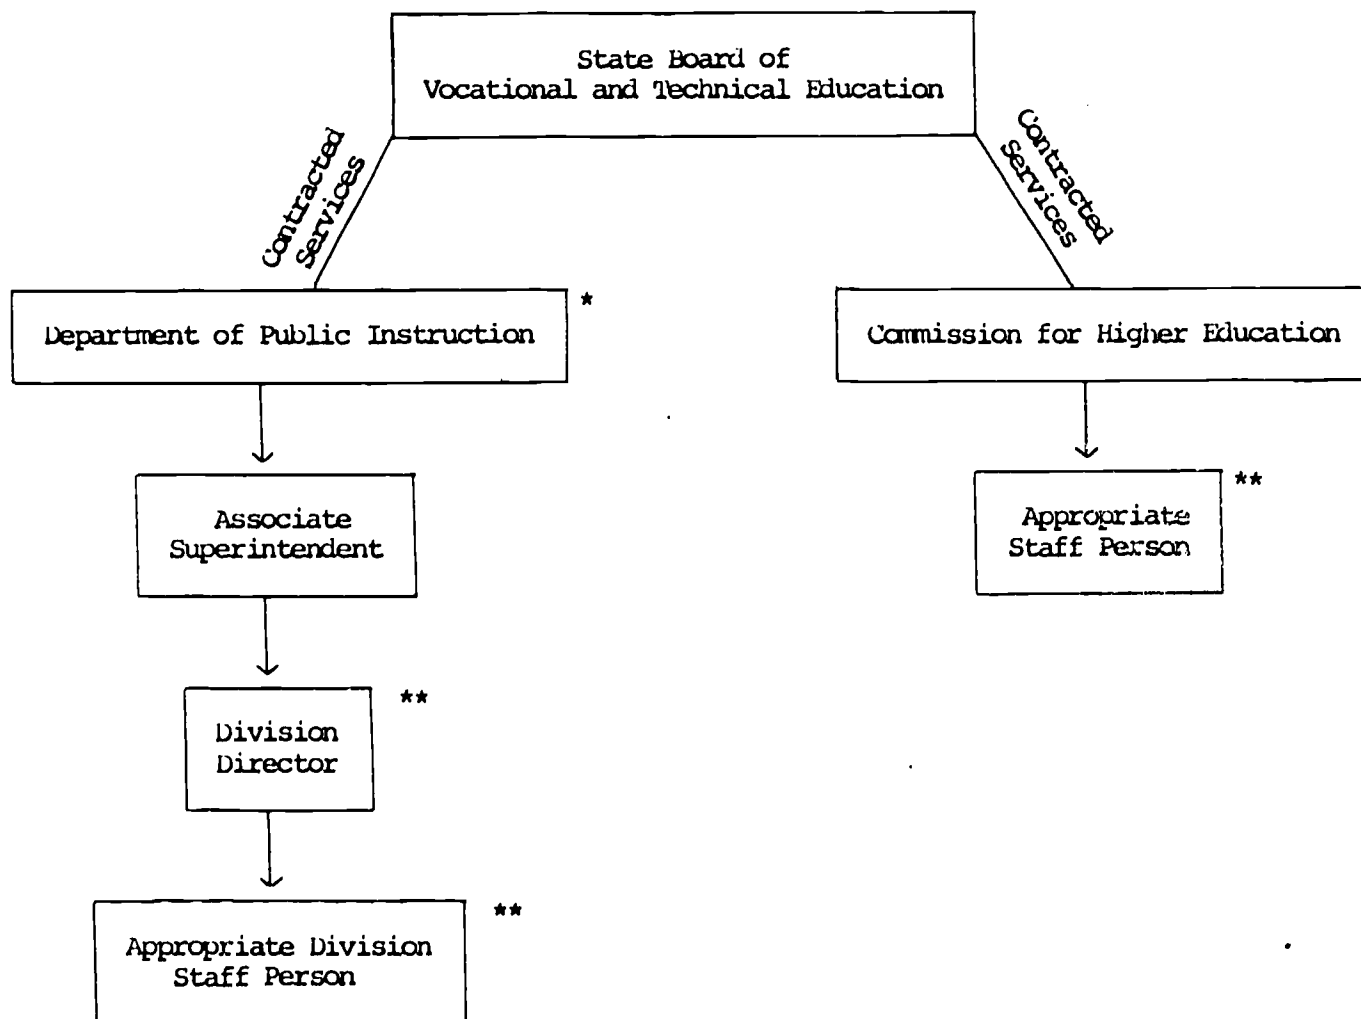 State Board of
Vocational and Technical Education
Contracted
Services
Contracted
Services
Department of Public Instruction
*
Commission for Higher Education
Associate
Superintendent
Appropriate
Staff Person
**
Division
Director
**
Appropriate Division
Staff Person
**